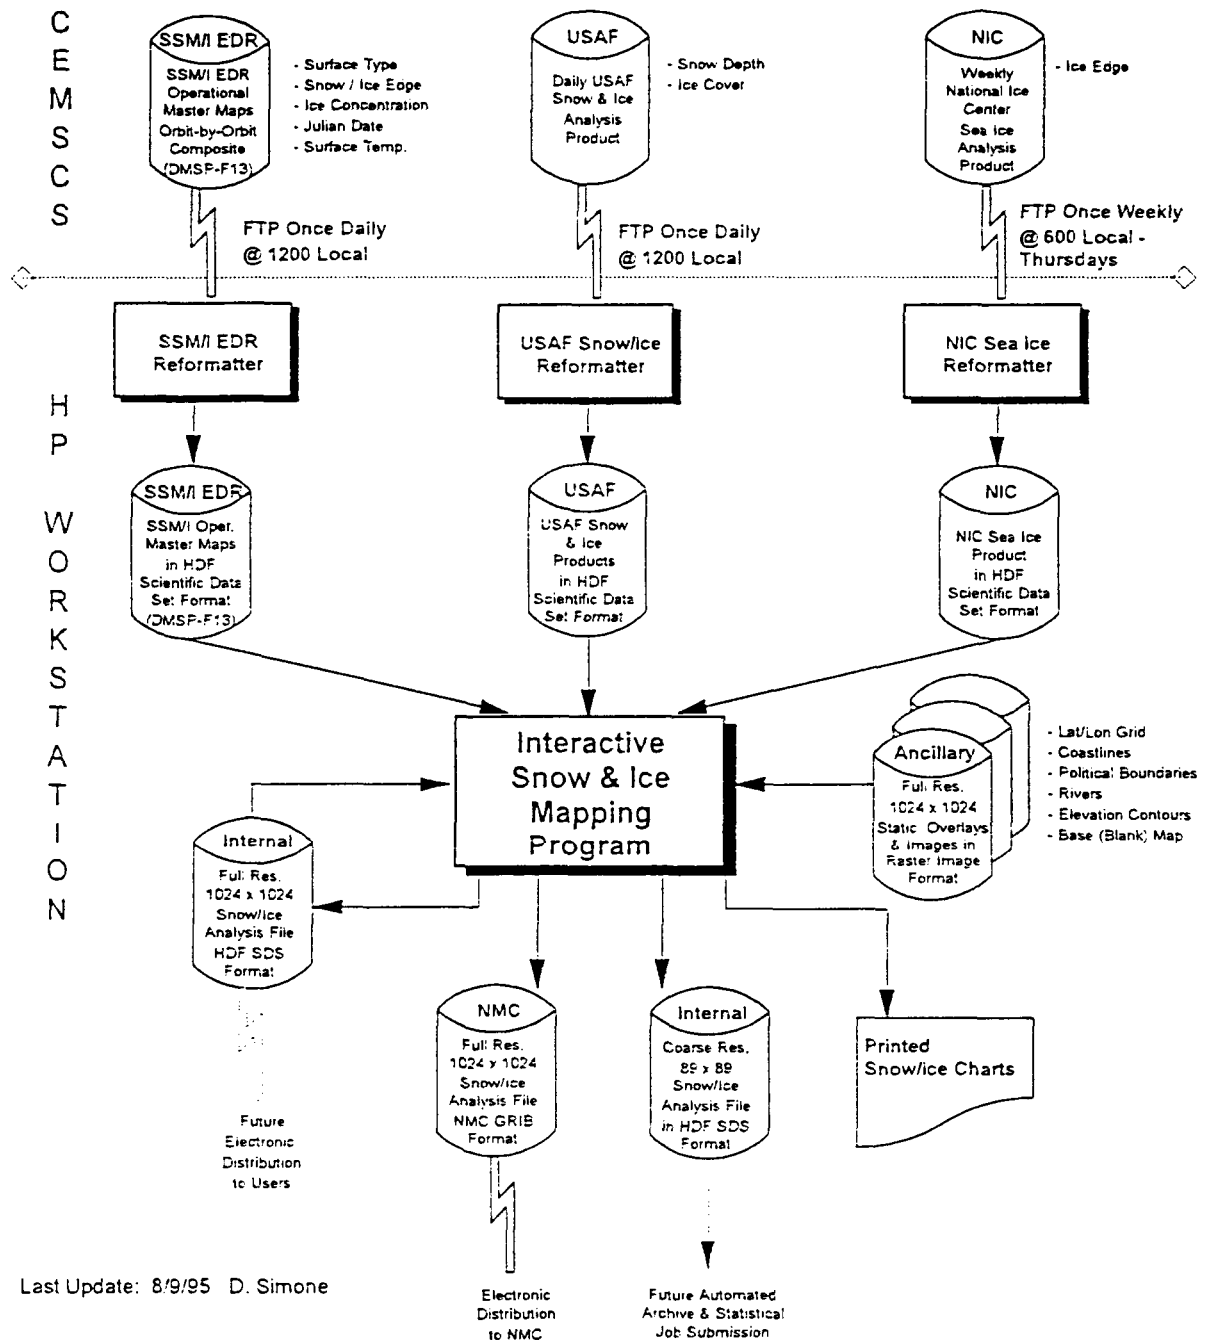 CEMSCS
SSM/I EDR
SSM/I EDR
Operational
Master Maps
Orbit-by-Orbit
Composite
(DMSP-F13)
- Surface Type
- Snow / Ice Edge
- Ice Concentration
- Julian Date
- Surface Temp.
USAF
Daily USAF
Snow & Ice
Analysis
Product
- Snow Depth
- Ice Cover
NIC
Weekly
National Ice
Center
Sea Ice
Analysis
Product
- Ice Edge
FTP Once Daily
@ 1200 Local
FTP Once Daily
@ 1200 Local
FTP Once Weekly
@ 600 Local -
Thursdays
HP WORKSTATION
SSM/I EDR
Reformatter
USAF Snow/Ice
Reformatter
NIC Sea Ice
Reformatter
SSM/I EDR
SSM/I Oper.
Master Maps
in HDF
Scientific Data
Set Format
(DMSP-F13)
USAF
USAF Snow
& Ice
Products
in HDF
Scientific Data
Set Format
NIC
NIC Sea Ice
Product
in HDF
Scientific Data
Set Format
Interactive
Snow & Ice
Mapping
Program
Ancillary
Full Res.
1024 x 1024
Static Overlays
& Images in
Raster Image
Format
- Lat/Lon Grid
- Coastlines
- Political Boundaries
- Rivers
- Elevation Contours
- Base (Blank) Map
Internal
Full Res.
1024 x 1024
Snow/Ice
Analysis File
HDF SDS
Format
NMC
Full Res.
1024 x 1024
Snow/Ice
Analysis File
NMC GRIB
Format
Internal
Coarse Res.
89 x 89
Snow/Ice
Analysis File
in HDF SDS
Format
Printed
Snow/Ice Charts
Future
Electronic
Distribution
to Users
Last Update: 8/9/95 D. Simone
Electronic
Distribution
to NMC
Future Automated
Archive & Statistical
Job Submission